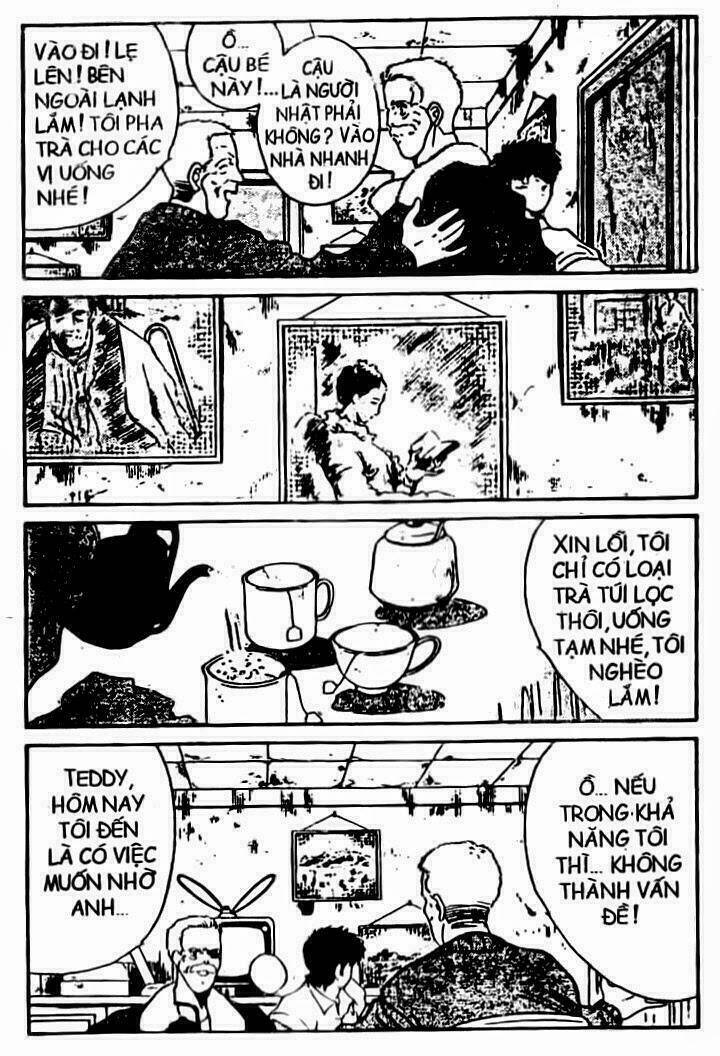 VÀO ĐI! LẸ
LÊN! BÊN
NGOÀI LẠNH
LẮM! TÔI PHA
TRÀ CHO CÁC
VỊ UỐNG
NHÉ!
Ồ...
CẬU BÉ
NÀY!...
CẬU
LÀ NGƯỜI
NHẬT PHẢI
KHÔNG? VÀO
NHÀ NHANH
ĐI!
XIN LỖI, TÔI
CHỈ CÓ LOẠI
TRÀ TÚI LỌC
THÔI, UỐNG
TẠM NHÉ, TÔI
NGHÈO
LẮM!
TEDDY,
HÔM NAY
TÔI ĐẾN
LÀ CÓ VIỆC
MUỐN NHỜ
ANH...
Ồ... NẾU
TRONG KHẢ
NĂNG TÔI
THÌ... KHÔNG
THÀNH VẤN
ĐỀ!